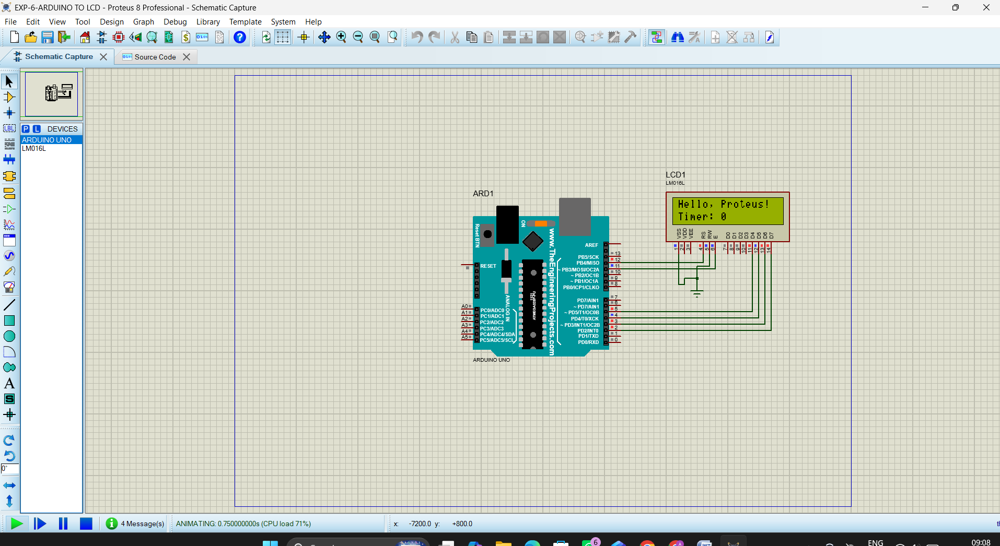 EXP-6-ARDUINO TO LCD - Proteus 8 Professional - Schematic Capture
File Edit View Tool Design Graph Debug Library Template System Help
Schematic Capture
Source Code
LBL
P L DEVICES
ARDUINO UNO
LM016L
A
S
0°
LCD1
LM016L
Hello, Proteus!
Timer: 0
VSS VDD VEE RS RW E D0 D1 D2 D3 D4 D5 D6 D7
1 2 3 4 5 6 7 8 9 10 11 12 13 14
ARD1
Reset BTN
ON
www.TheEngineeringProjects.com
RESET
AREF
PB5/SCK 13
PB4/MISO 12
~ PB3/MOSI/OC2A 11
~ PB2/OC1B 10
~ PB1/OC1A 9
PB0/ICP1/CLKO 8
PD7/AIN1 7
~ PD7/AIN1 6
~ PD5/T1/OC0B 5
PD4/T0/XCK 4
~ PD3/INT1/OC2B 3
PD2/INT0 2
PD1/TXD 1
PD0/RXD 0
ANALOG IN
A0 PC0/ADC0
A1 PC1/ADC1
A2 PC2/ADC2
A3 PC3/ADC3
A4 PC4/ADC4/SDA
A5 PC5/ADC5/SCL
ARDUINO UNO
4 Message(s)
ANIMATING: 0.750000000s (CPU load 71%)
x: -7200.0 y: +800.0
6
ENG
09:08